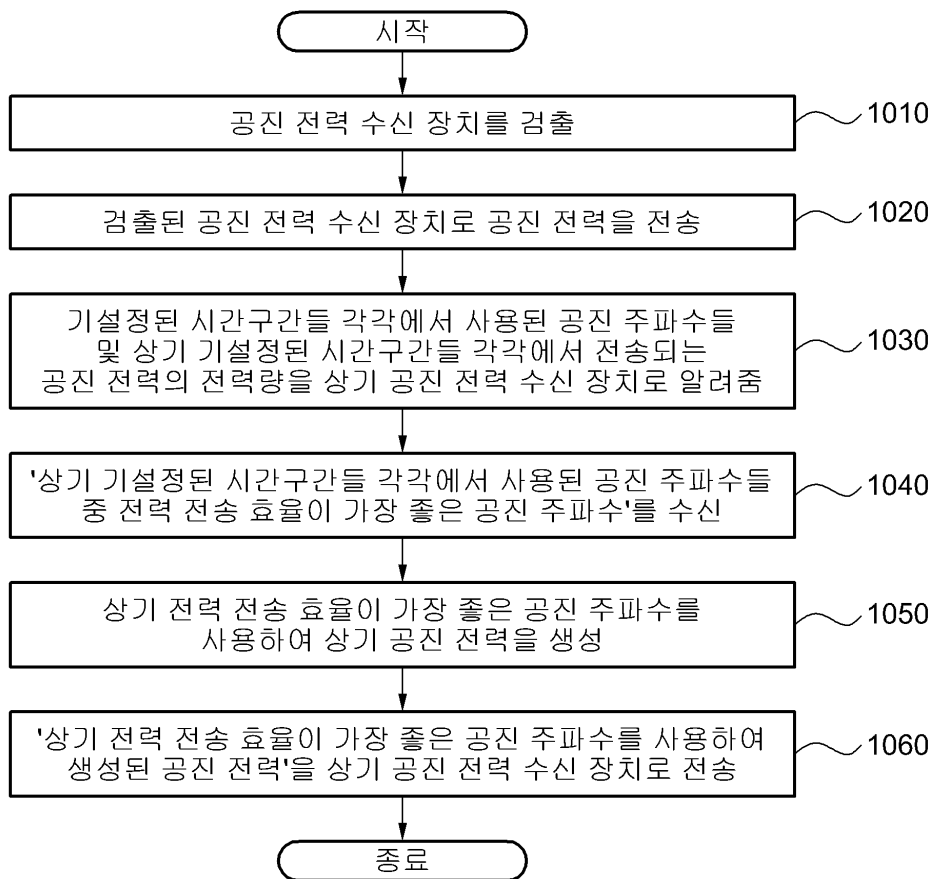 시작
공진 전력 수신 장치를 검출
1010
검출된 공진 전력 수신 장치로 공진 전력을 전송
1020
기설정된 시간구간들 각각에서 사용된 공진 주파수들
및 상기 기설정된 시간구간들 각각에서 전송되는
공진 전력의 전력량을 상기 공진 전력 수신 장치로 알려줌
1030
'상기 기설정된 시간구간들 각각에서 사용된 공진 주파수들
중 전력 전송 효율이 가장 좋은 공진 주파수'를 수신
1040
상기 전력 전송 효율이 가장 좋은 공진 주파수를
사용하여 상기 공진 전력을 생성
1050
'상기 전력 전송 효율이 가장 좋은 공진 주파수를 사용하여
생성된 공진 전력'을 상기 공진 전력 수신 장치로 전송
1060
종료